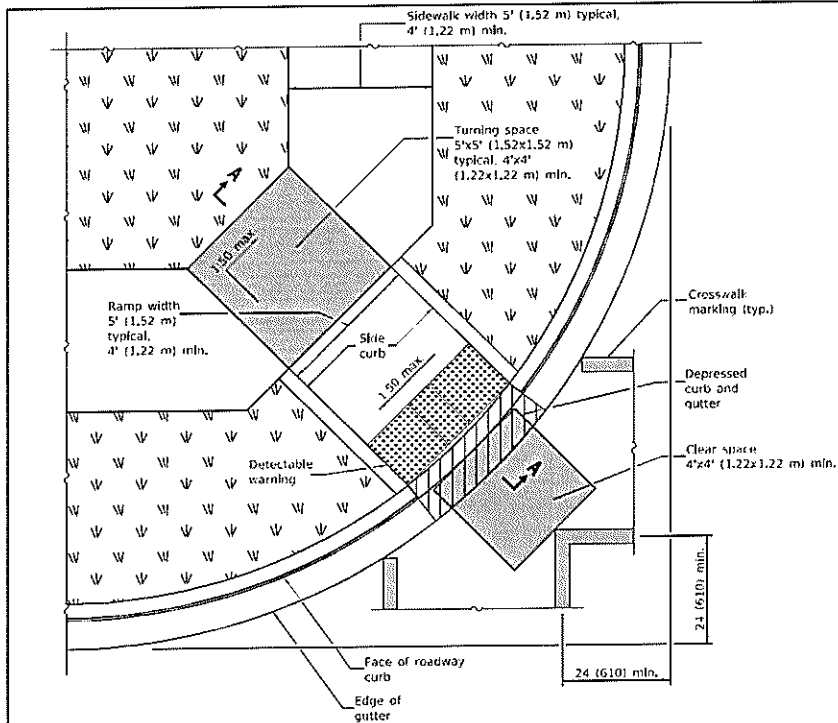 Sidewalk width 5' (1.52 m) typical,
4' (1.22 m) min.
Turning space
5'x5' (1.52x1.52 m)
typical, 4'x4'
(1.22x1.22 m) min.
A
1:50 max
Ramp width
5' (1.52 m)
typical,
4' (1.22 m) min.
Side
curb
Crosswalk
marking (typ.)
1:50 max.
Depressed
curb and
gutter
Clear space
4'x4' (1.22x1.22 m) min.
Detectable
warning
A
24 (610) min.
24 (610) min.
Face of roadway
curb
Edge of
gutter